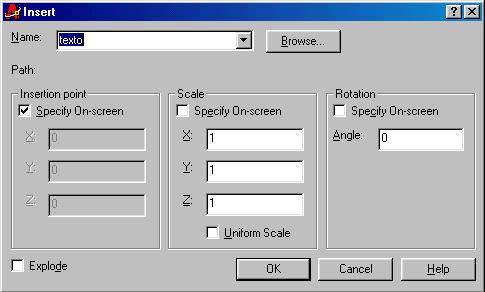 Insert
Name: texto Browse...
Path:
Insertion point Scale Rotation
Specify On-screen Specify On-screen Specify On-screen
X: 0 X: 1 Angle: 0
Y: 0 Y: 1
Z: 0 Z: 1
Uniform Scale
Explode OK Cancel Help